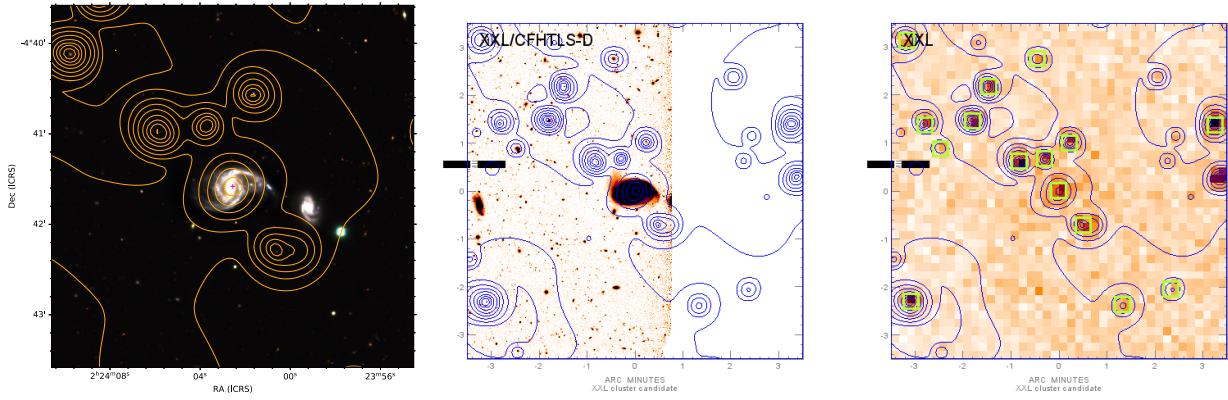 -4°40'
41'
42'
43'
Dec (ICRS)
2ʰ24ᵐ08ˢ
04ˢ
00ˢ
23ᵐ56ˢ
RA (ICRS)
XXL/CFHTLS-D
3
2
1
0
-1
-2
-3
-3
-2
-1
0
1
2
3
ARC MINUTES
XXL cluster candidate
XXL
3
2
1
0
-1
-2
-3
-3
-2
-1
0
1
2
3
ARC MINUTES
XXL cluster candidate